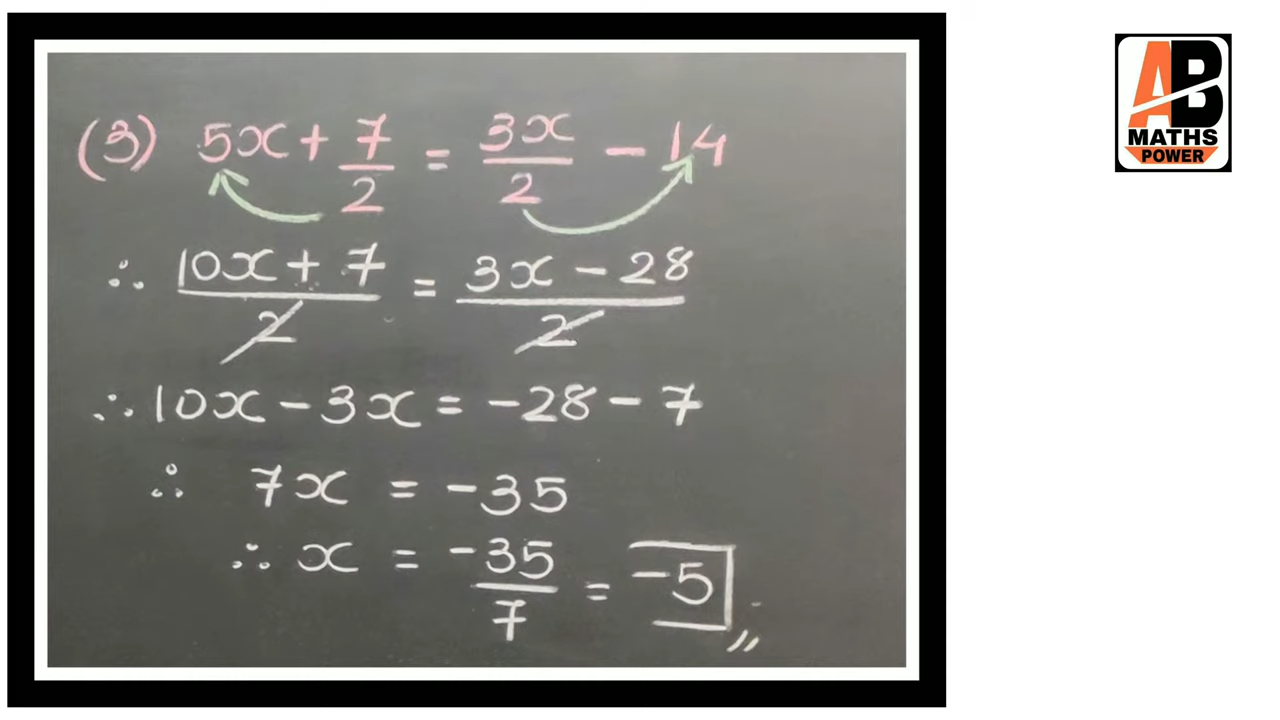 (3) 5x + 7/2 = 3x/2 - 14
∴ 10x + 7/2 = 3x - 28/2
∴ 10x - 3x = -28 - 7
∴ 7x = -35
∴ x = -35/7 = -5 „
AB
MATHS
POWER